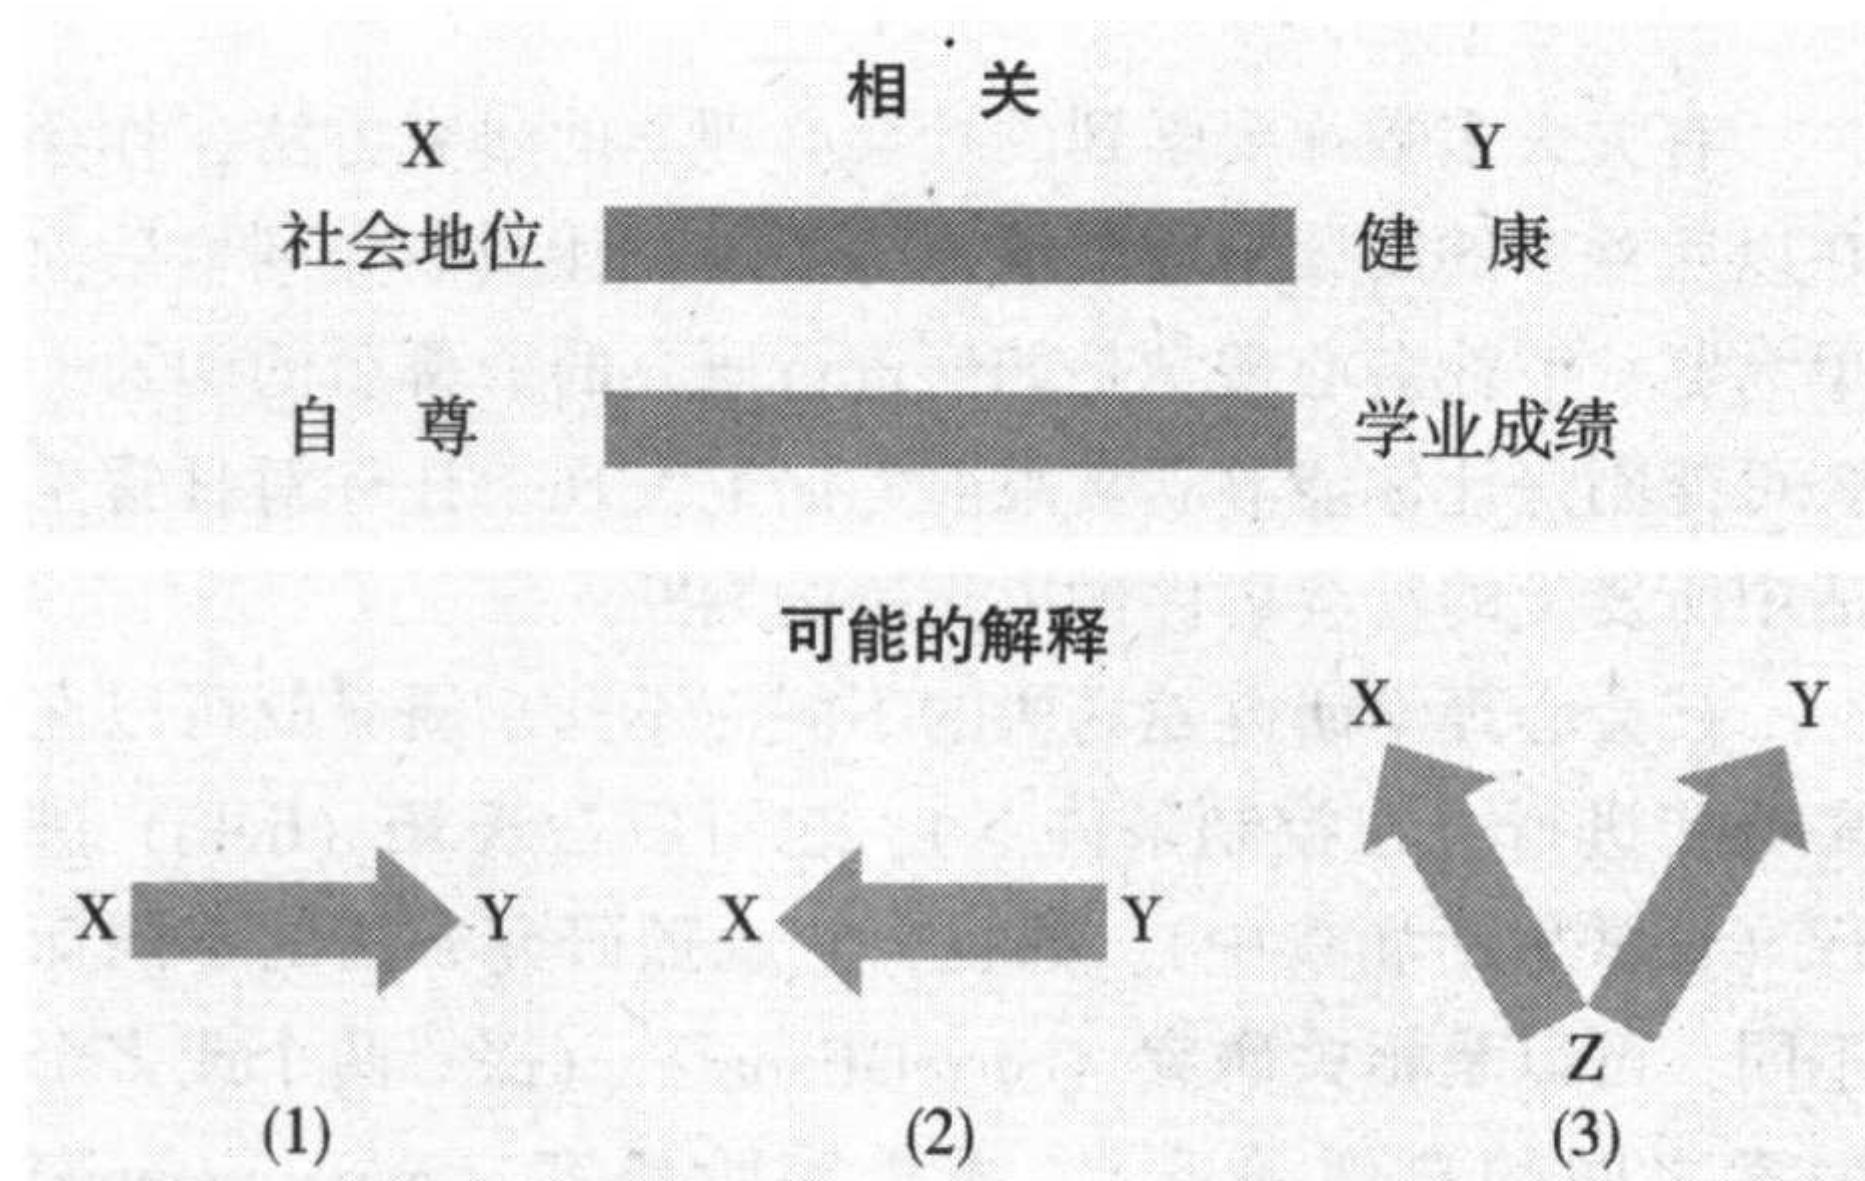 相 关
X Y
社会地位 健 康
自 尊 学业成绩
可能的解释
X Y
X Y X Y
Z
(1) (2) (3)